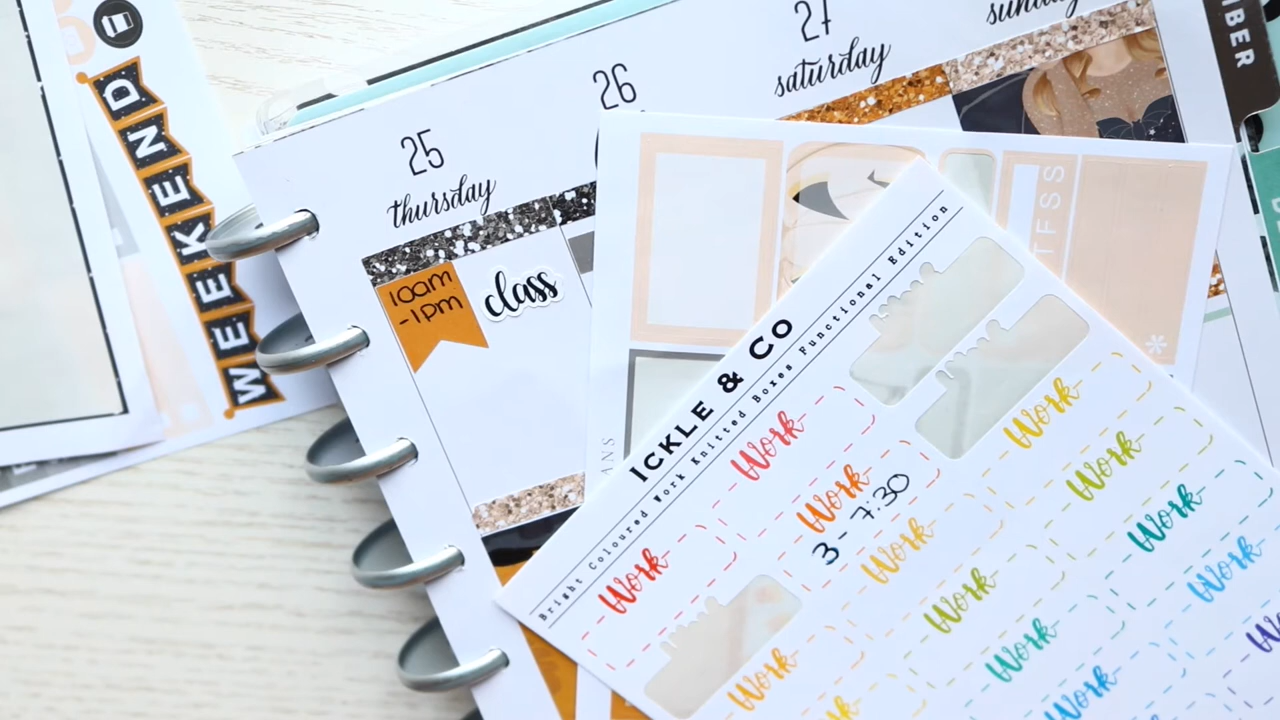 WEEKEND
25
thursday
26
27
saturday
sunday
10am
-1pm
class
TFSS
*
ICKLE & CO
Bright Coloured Work Knitted Boxes Functional Edition
Work
Work
Work
3-7:30
Work
Work
Work
Work
Work
Work
Work
Work
Work